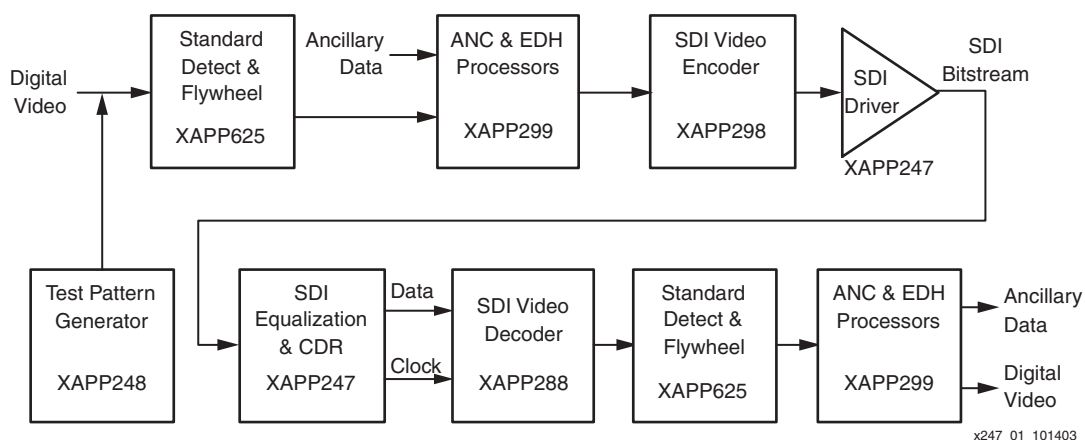 Digital
Video
Standard
Detect &
Flywheel
XAPP625
Ancillary
Data
ANC & EDH
Processors
XAPP299
SDI Video
Encoder
XAPP298
SDI
Driver
XAPP247
SDI
Bitstream
Test Pattern
Generator
XAPP248
SDI
Equalization
& CDR
XAPP247
Data
Clock
SDI Video
Decoder
XAPP288
Standard
Detect &
Flywheel
XAPP625
ANC & EDH
Processors
XAPP299
Ancillary
Data
Digital
Video
x247_01_101403